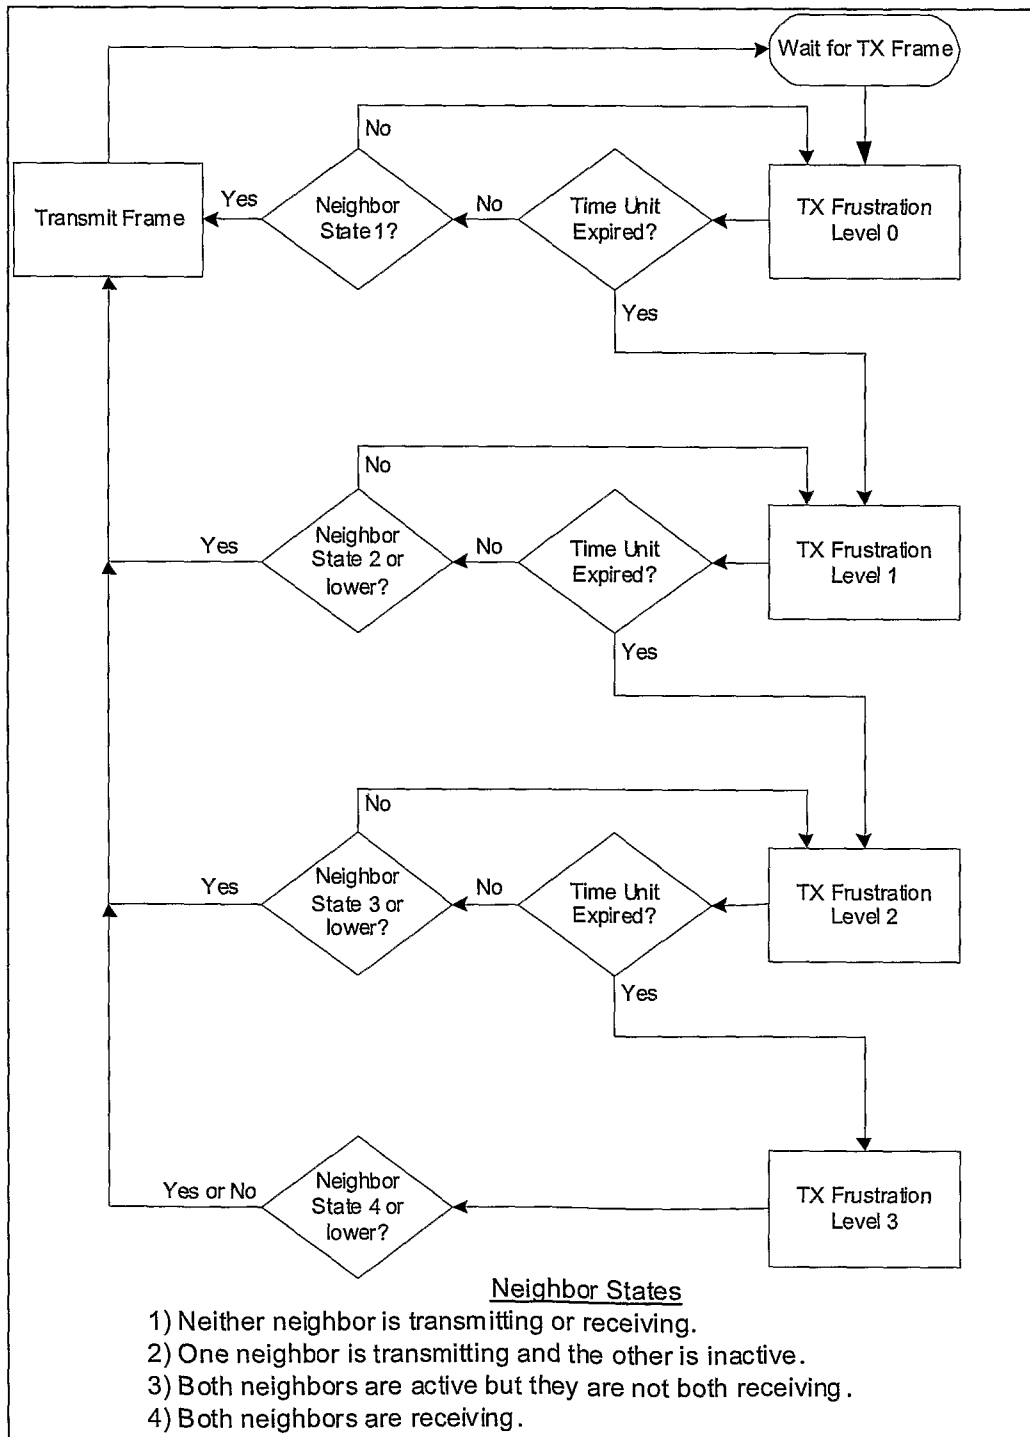 Wait for TX Frame
No
Transmit Frame
Yes
Neighbor
State 1?
No
Time Unit
Expired?
TX Frustration
Level 0
Yes
No
Yes
Neighbor
State 2 or
lower?
No
Time Unit
Expired?
TX Frustration
Level 1
Yes
No
Yes
Neighbor
State 3 or
lower?
No
Time Unit
Expired?
TX Frustration
Level 2
Yes
Yes or No
Neighbor
State 4 or
lower?
TX Frustration
Level 3
Neighbor States
1) Neither neighbor is transmitting or receiving.
2) One neighbor is transmitting and the other is inactive.
3) Both neighbors are active but they are not both receiving.
4) Both neighbors are receiving.